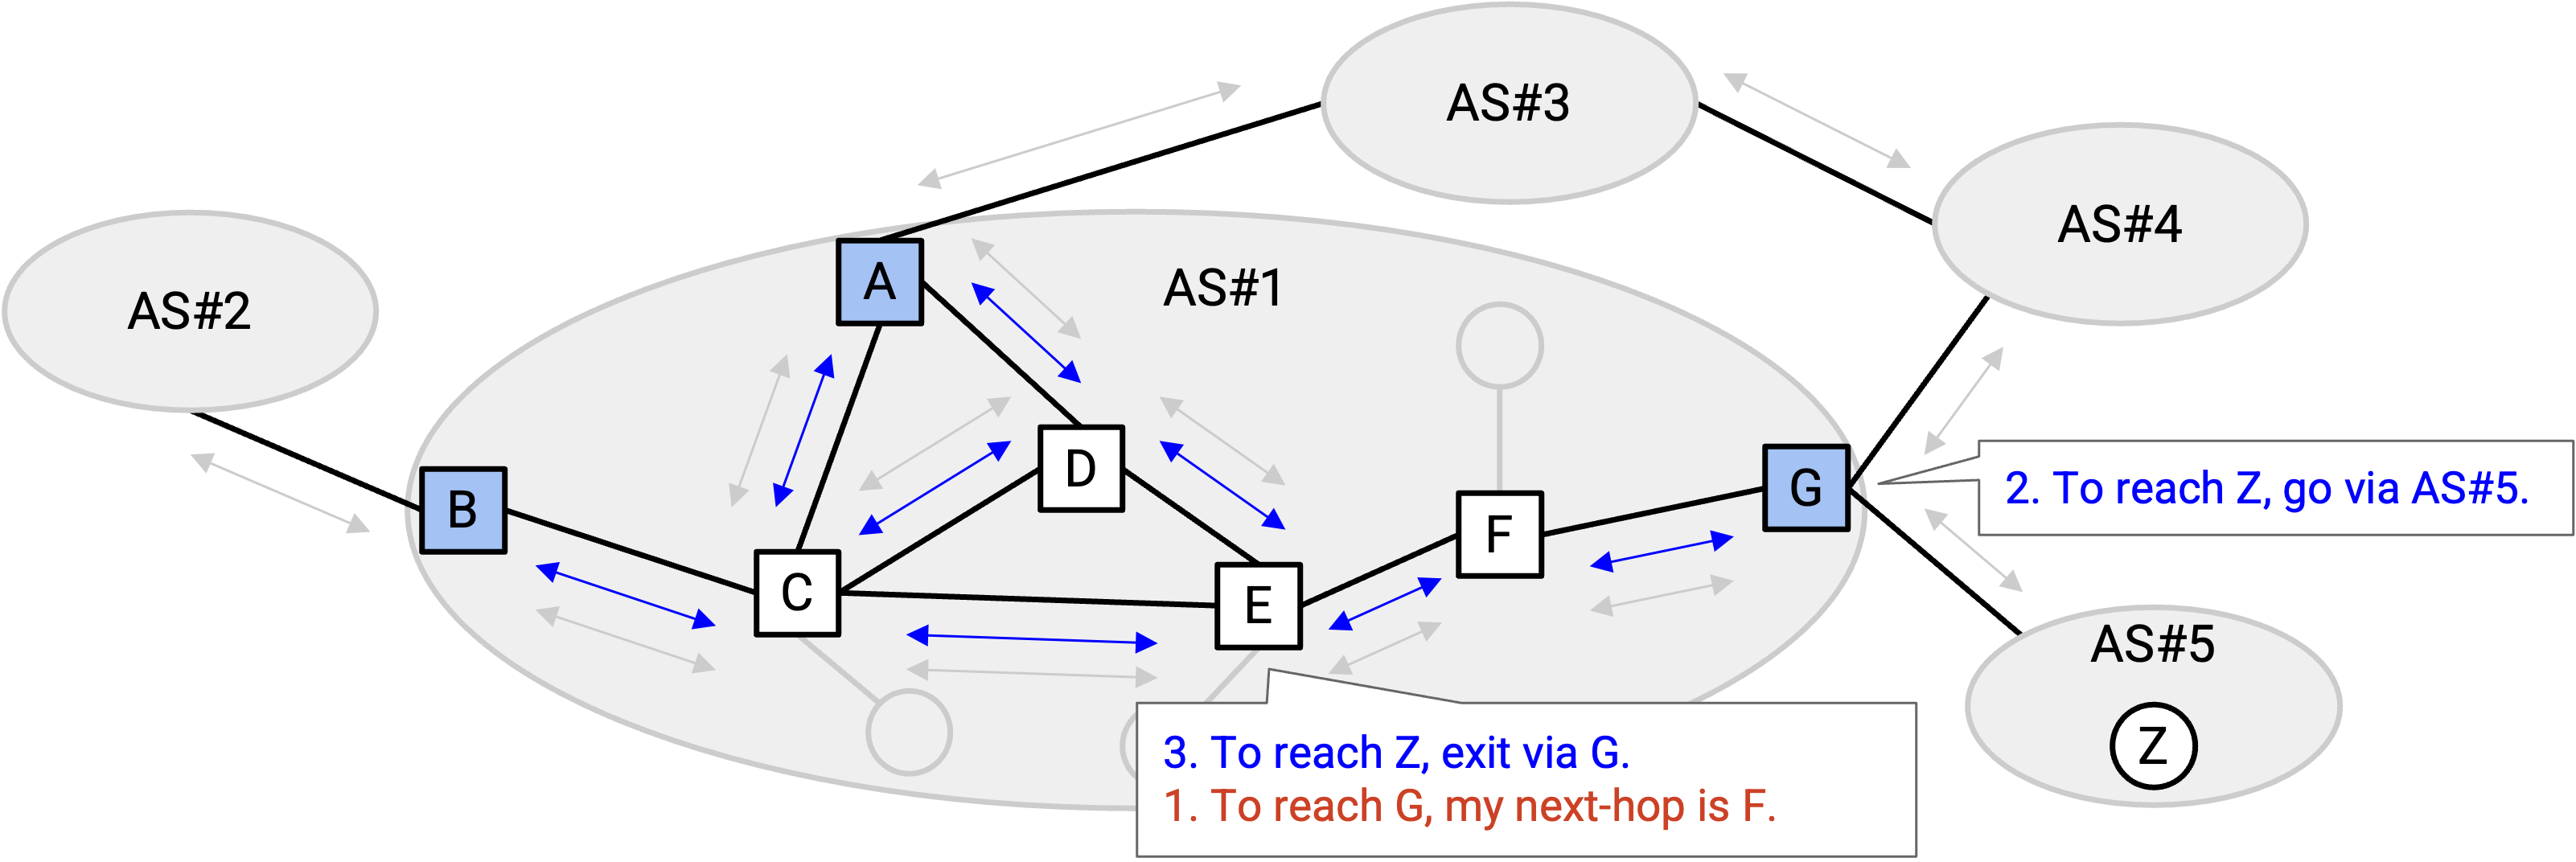 AS#3
AS#4
AS#2
A
AS#1
D
G
2. To reach Z, go via AS#5.
B
F
C
E
AS#5
3. To reach Z, exit via G.
Z
1. To reach G, my next-hop is F.